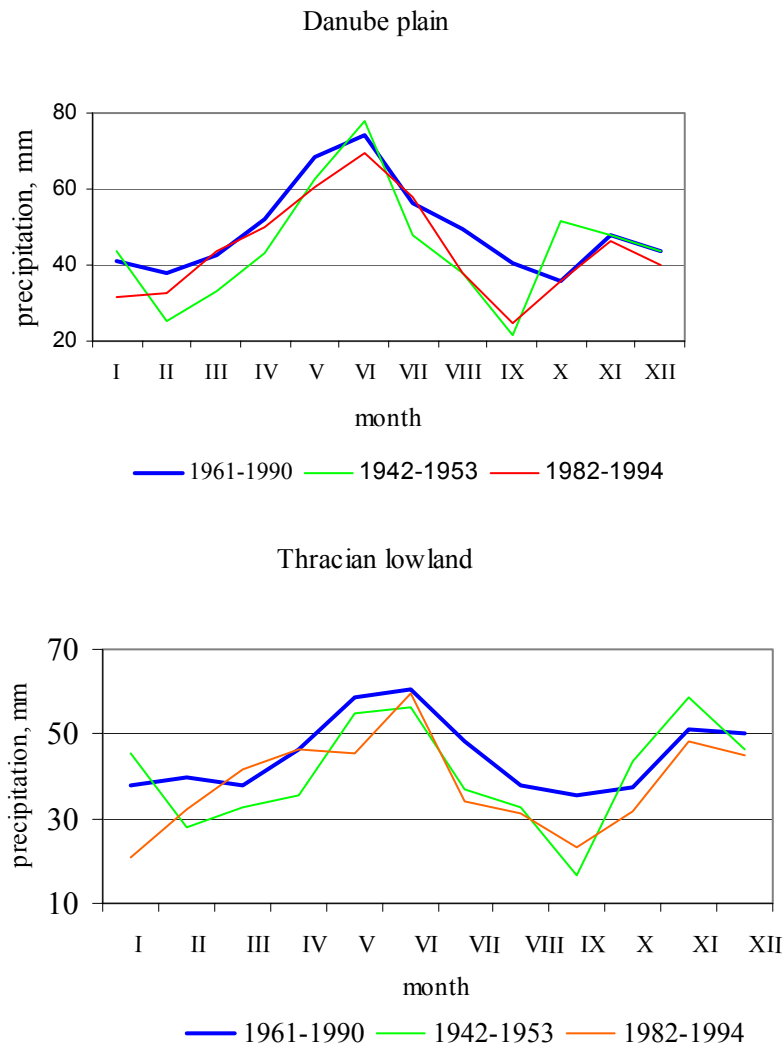 Danube plain
80
60
40
20
precipitation, mm
I II III IV V VI VII VIII IX X XI XII
month
1961-1990 1942-1953 1982-1994
Thracian lowland
70
50
30
10
precipitation, mm
I II III IV V VI VII VIII IX X XI XII
month
1961-1990 1942-1953 1982-1994